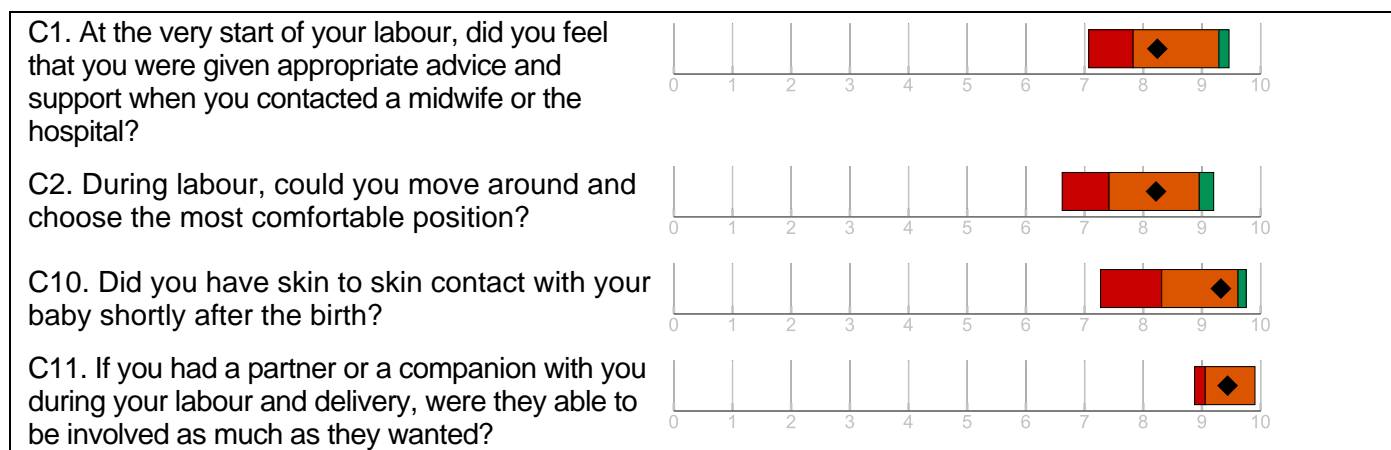 C1. At the very start of your labour, did you feel
that you were given appropriate advice and
support when you contacted a midwife or the
hospital?
0 1 2 3 4 5 6 7 8 9 10
C2. During labour, could you move around and
choose the most comfortable position?
0 1 2 3 4 5 6 7 8 9 10
C10. Did you have skin to skin contact with your
baby shortly after the birth?
0 1 2 3 4 5 6 7 8 9 10
C11. If you had a partner or a companion with you
during your labour and delivery, were they able to
be involved as much as they wanted?
0 1 2 3 4 5 6 7 8 9 10